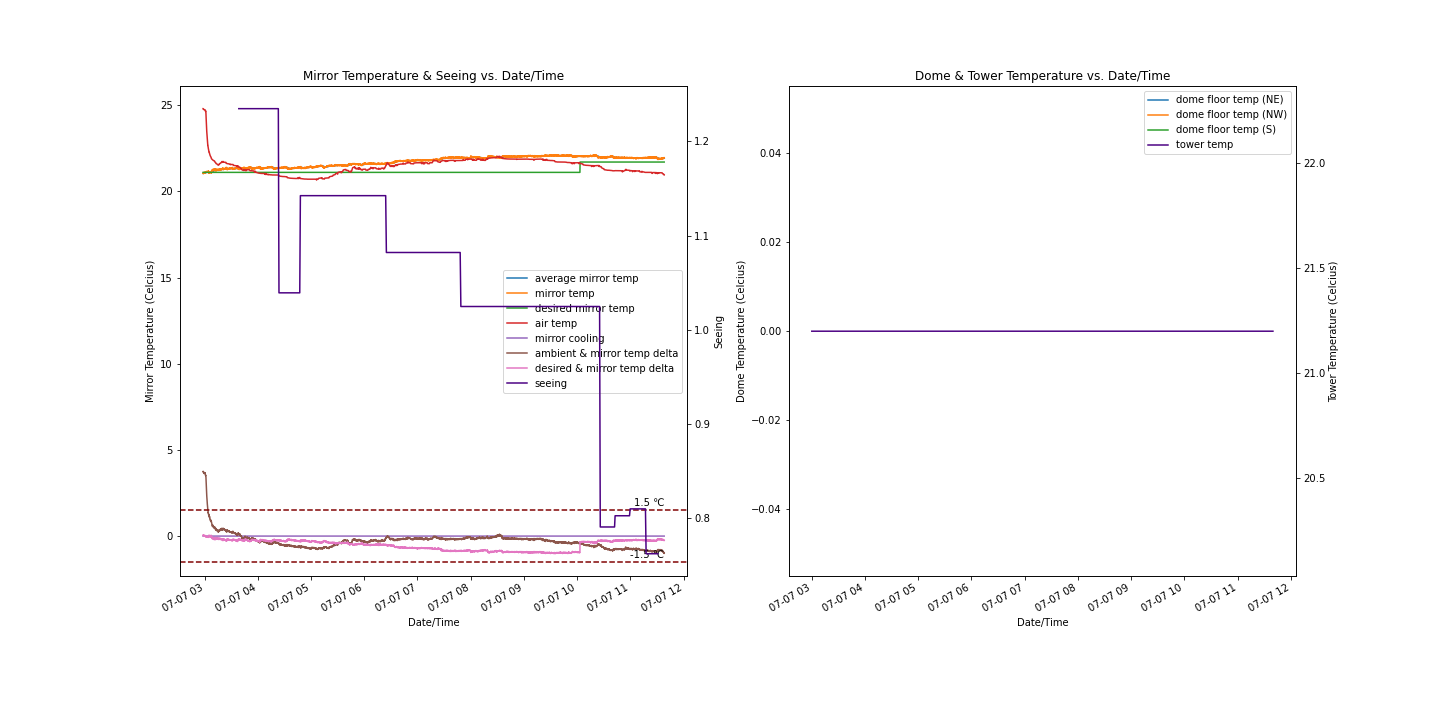 Mirror Temperature & Seeing vs. Date/Time
25
20
15
10
5
0
Mirror Temperature (Celcius)
1.2
1.1
1.0
0.9
0.8
Seeing
average mirror temp
mirror temp
desired mirror temp
air temp
mirror cooling
ambient & mirror temp delta
desired & mirror temp delta
seeing
1.5 °C
-1.5 °C
07-07 03
07-07 04
07-07 05
07-07 06
07-07 07
07-07 08
07-07 09
07-07 10
07-07 11
07-07 12
Date/Time
Dome & Tower Temperature vs. Date/Time
0.04
0.02
0.00
−0.02
−0.04
Dome Temperature (Celcius)
22.0
21.5
21.0
20.5
Tower Temperature (Celcius)
dome floor temp (NE)
dome floor temp (NW)
dome floor temp (S)
tower temp
07-07 03
07-07 04
07-07 05
07-07 06
07-07 07
07-07 08
07-07 09
07-07 10
07-07 11
07-07 12
Date/Time